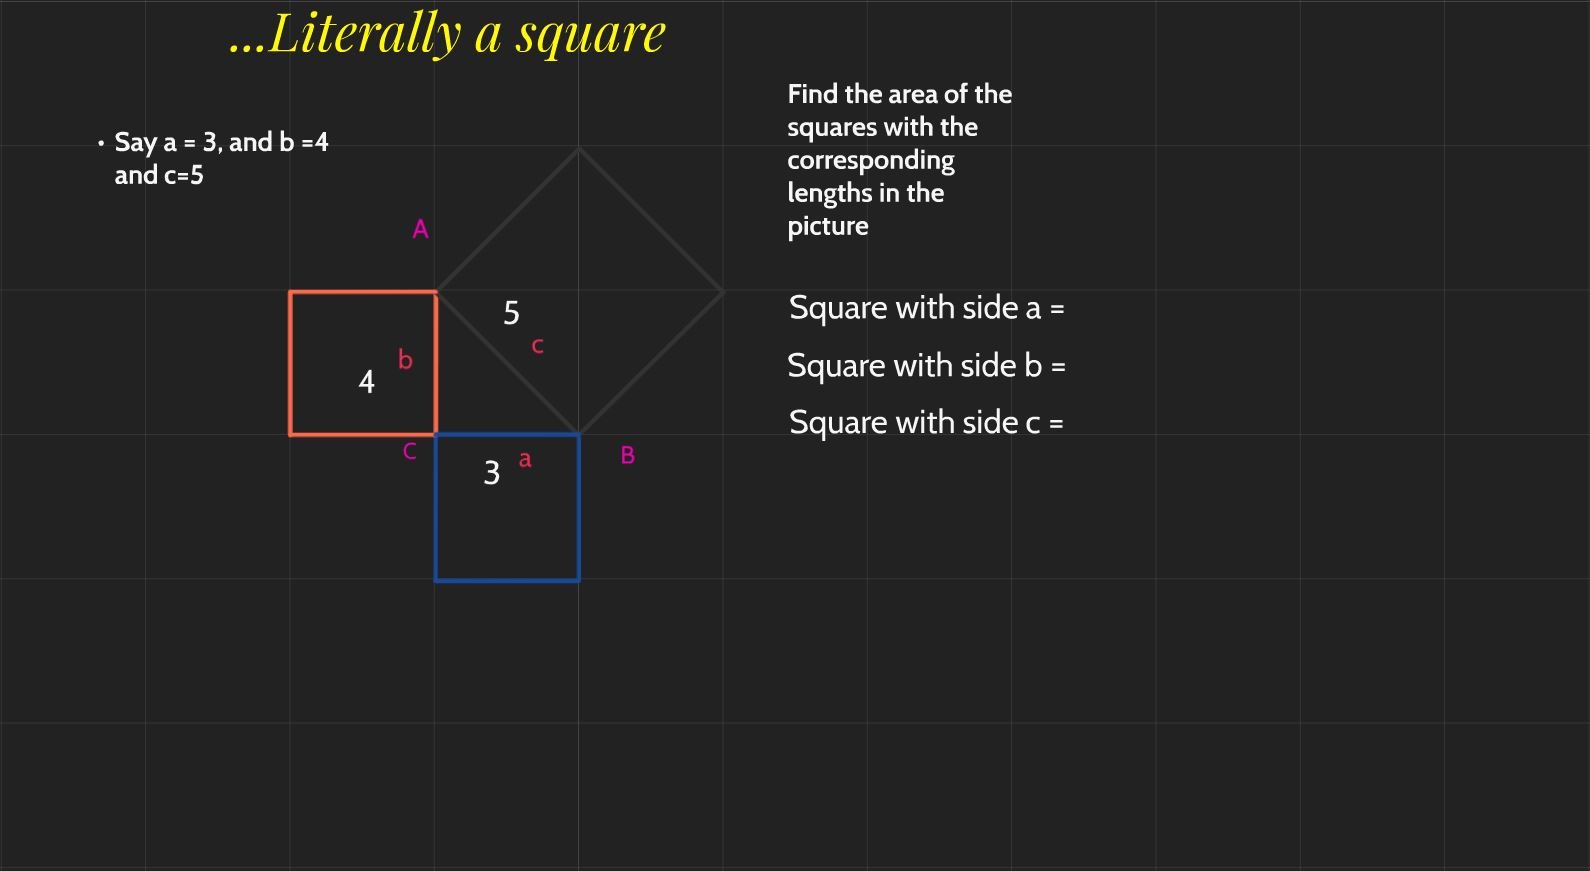 ...Literally a square
• Say a = 3, and b =4
and c=5
Find the area of the
squares with the
corresponding
lengths in the
picture
A
5
c
b
4
C
3 a
B
Square with side a =
Square with side b =
Square with side c =